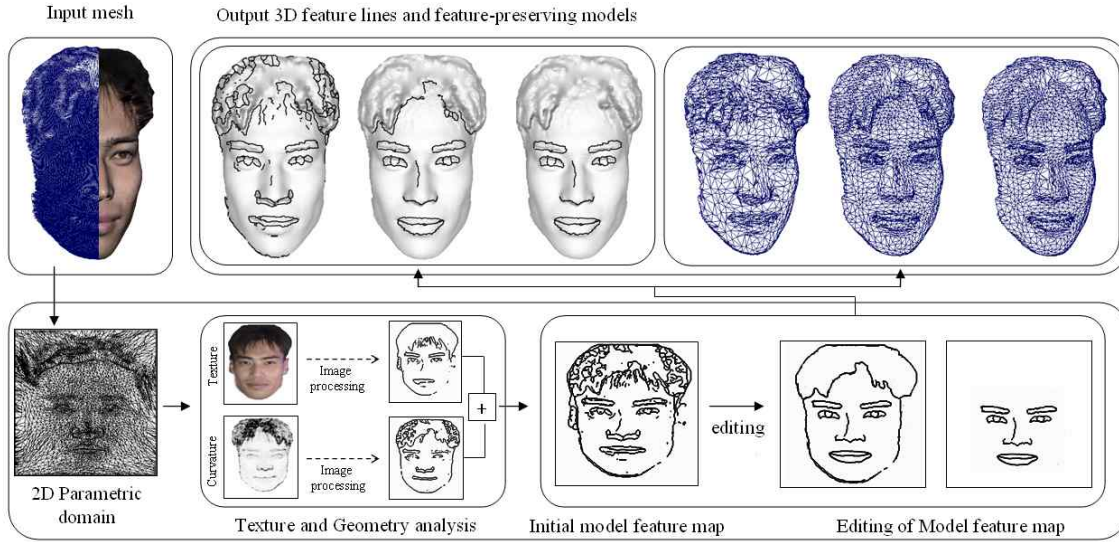 Input mesh
Output 3D feature lines and feature-preserving models
Texture
Image
processing
Curvature
Image
processing
+
editing
2D Parametric
domain
Texture and Geometry analysis
Initial model feature map
Editing of Model feature map